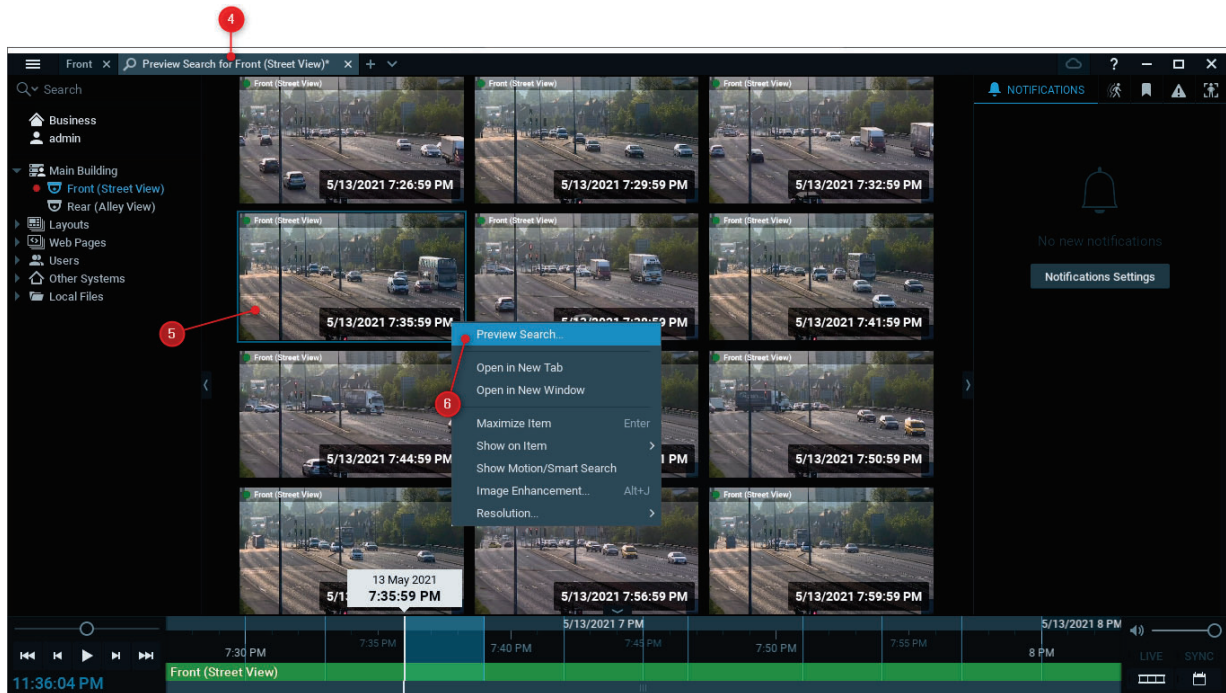 4
Front
Preview Search for Front (Street View)*
?
Search
NOTIFICATIONS
Business
admin
Main Building
Front (Street View)
Rear (Alley View)
Layouts
Web Pages
Users
Other Systems
Local Files
Front (Street View)
5/13/2021 7:26:59 PM
Front (Street View)
5/13/2021 7:29:59 PM
Front (Street View)
5/13/2021 7:32:59 PM
Front (Street View)
5/13/2021 7:35:59 PM
Front (Street View)
5/13/2021 7:38:59 PM
Front (Street View)
5/13/2021 7:41:59 PM
Front (Street View)
5/13/2021 7:44:59 PM
1 PM
Front (Street View)
5/13/2021 7:50:59 PM
Front (Street View)
5/1
5/13/2021 7:56:59 PM
Front (Street View)
5/13/2021 7:59:59 PM
5
6
Preview Search...
Open in New Tab
Open in New Window
Maximize Item Enter
Show on Item
Show Motion/Smart Search
Image Enhancement... Alt+J
Resolution...
No new notifications
Notifications Settings
13 May 2021
7:35:59 PM
5/13/2021 7 PM
5/13/2021 8 PM
7:30 PM
7:35 PM
7:40 PM
7:45 PM
7:50 PM
7:55 PM
8 PM
Front (Street View)
11:36:04 PM
LIVE
SYNC